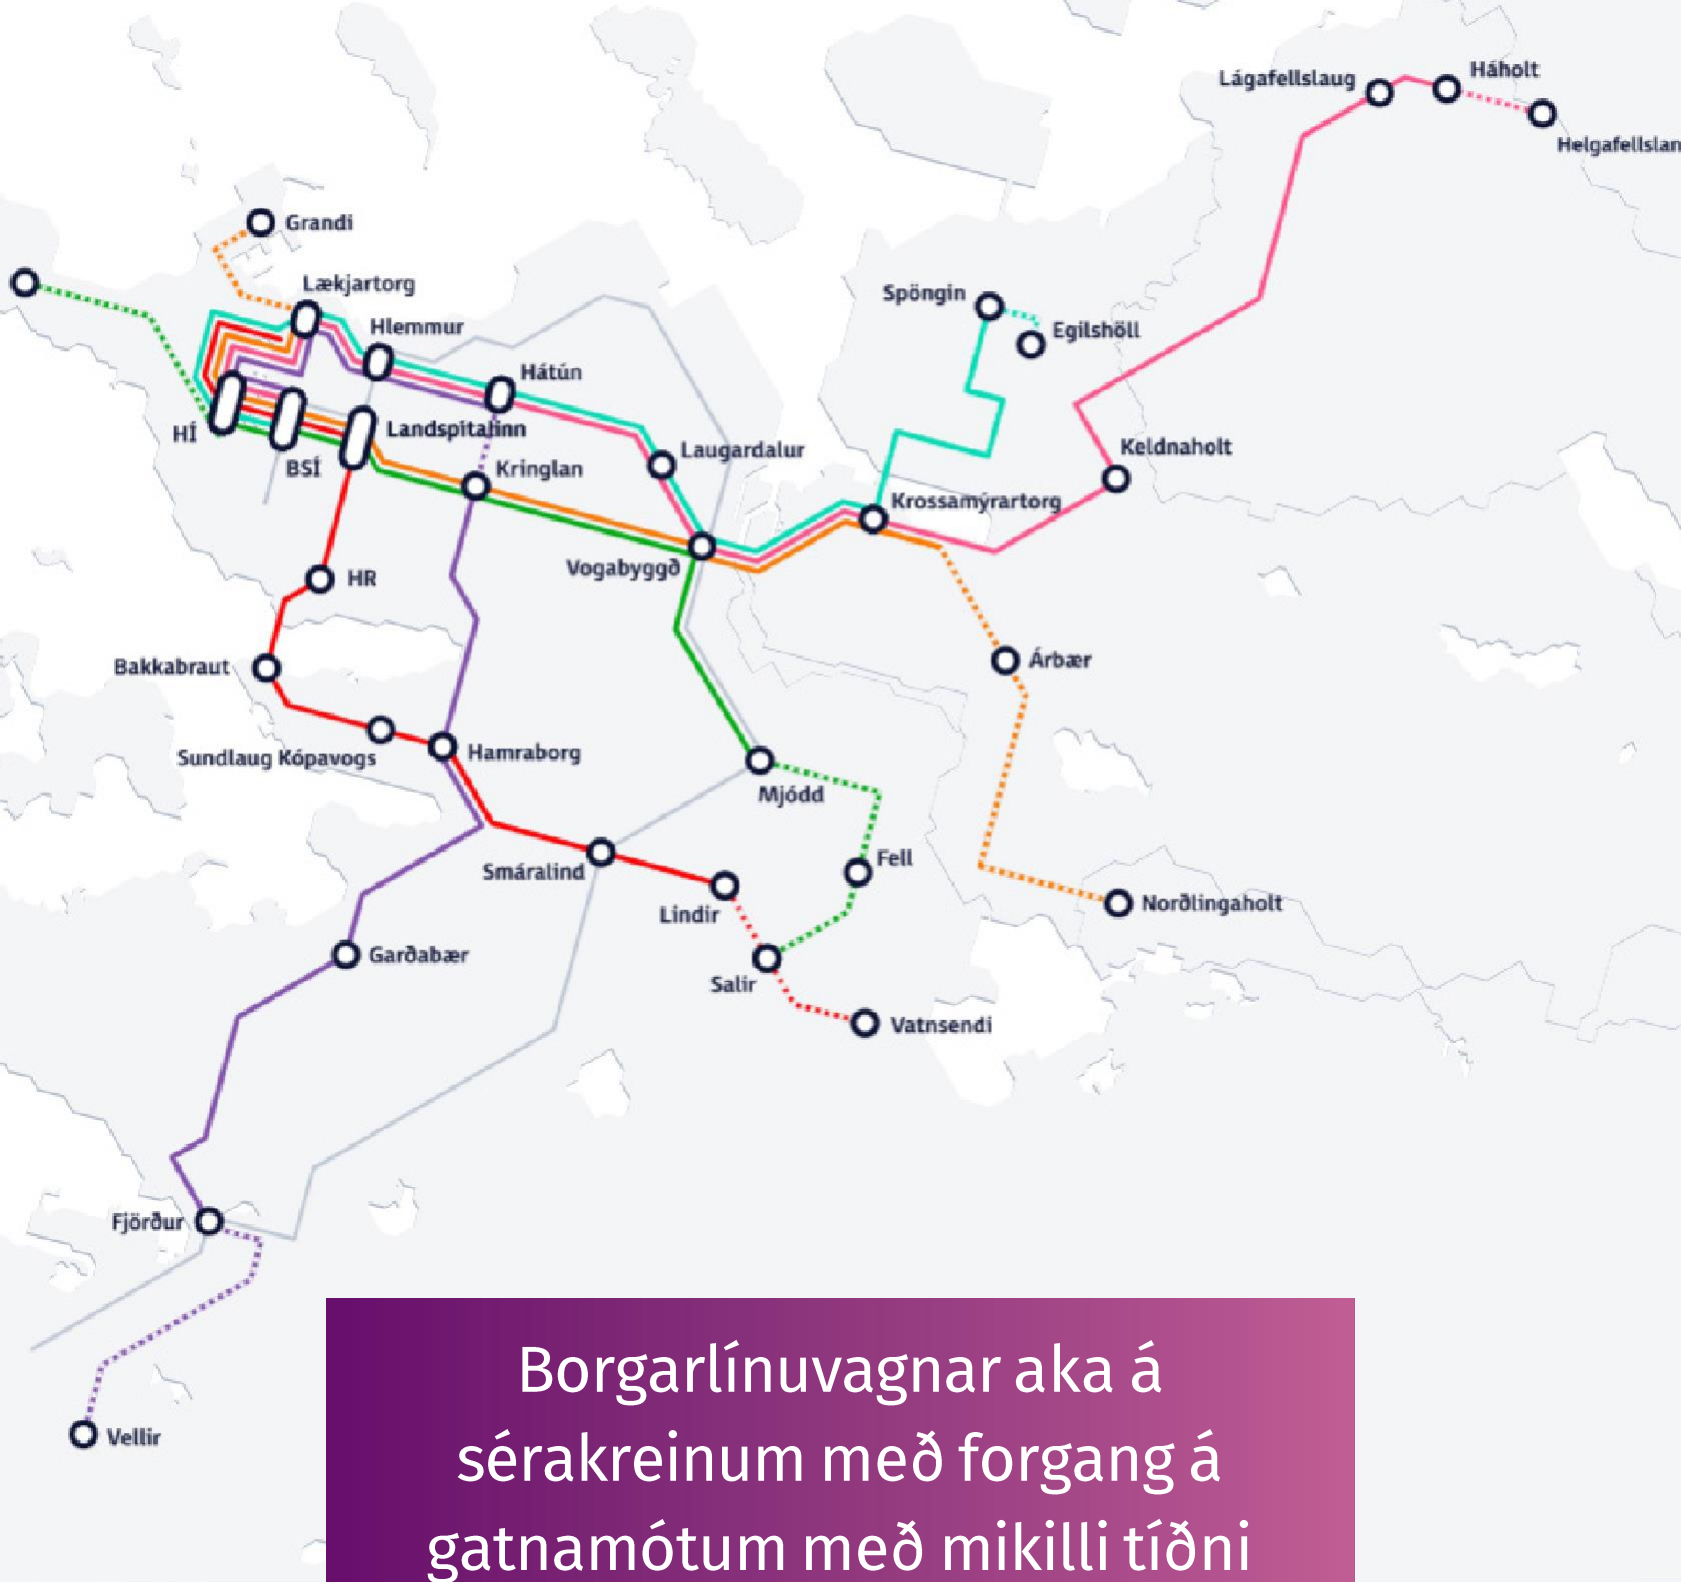 Lágafellslaug
Háholt
Helgafellslan
Grandi
Lækjartorg
Spöngin
Egilshöll
Hlemmur
Hátún
HÍ
Landspítalinn
BSÍ
Laugardalur
Keldnaholt
Kringlan
Krossamýrartorg
Vogabyggð
HR
Bakkabraut
Árbær
Sundlaug Kópavogs
Hamraborg
Mjódd
Smáralind
Fell
Lindir
Norðlingaholt
Garðabær
Salir
Vatnsendi
Fjörður
Vellir
Borgarlínuvagnar aka á
sérakreinum með forgang á
gatnamótum með mikilli tíðni